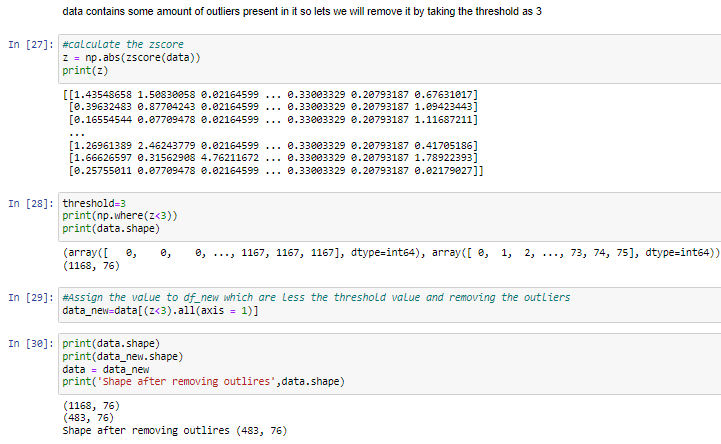 data contains some amount of outliers present in it so lets we will remove it by taking the threshold as 3
In [27]: #calculate the zscore
z = np.abs(zscore(data))
print(z)
[[1.43548658 1.50830058 0.02164599 ... 0.33003329 0.20793187 0.67631017]
[0.39632483 0.87704243 0.02164599 ... 0.33003329 0.20793187 1.09423443]
[0.16554544 0.07709478 0.02164599 ... 0.33003329 0.20793187 1.11687211]
...
[1.26961389 2.46243779 0.02164599 ... 0.33003329 0.20793187 0.41705186]
[1.66626597 0.31562908 4.76211672 ... 0.33003329 0.20793187 1.78922393]
[0.25755011 0.07709478 0.02164599 ... 0.33003329 0.20793187 0.02179027]]
In [28]: threshold=3
print(np.where(z<3))
print(data.shape)
(array([   0,    0,    0, ..., 1167, 1167, 1167], dtype=int64), array([ 0,  1,  2, ..., 73, 74, 75], dtype=int64))
(1168, 76)
In [29]: #Assign the value to df_new which are less the threshold value and removing the outliers
data_new=data[(z<3).all(axis = 1)]
In [30]: print(data.shape)
print(data_new.shape)
data = data_new
print('Shape after removing outlires',data.shape)
(1168, 76)
(483, 76)
Shape after removing outlires (483, 76)